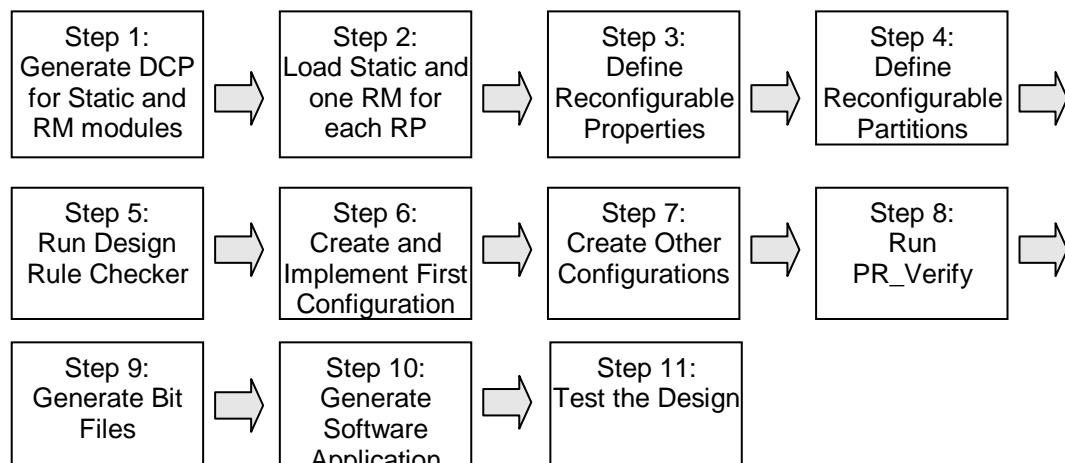 Step 1:
Generate DCP
for Static and
RM modules
Step 2:
Load Static and
one RM for
each RP
Step 3:
Define
Reconfigurable
Properties
Step 4:
Define
Reconfigurable
Partitions
Step 5:
Run Design
Rule Checker
Step 6:
Create and
Implement First
Configuration
Step 7:
Create Other
Configurations
Step 8:
Run
PR_Verify
Step 9:
Generate Bit
Files
Step 10:
Generate
Software
Application
Step 11:
Test the Design